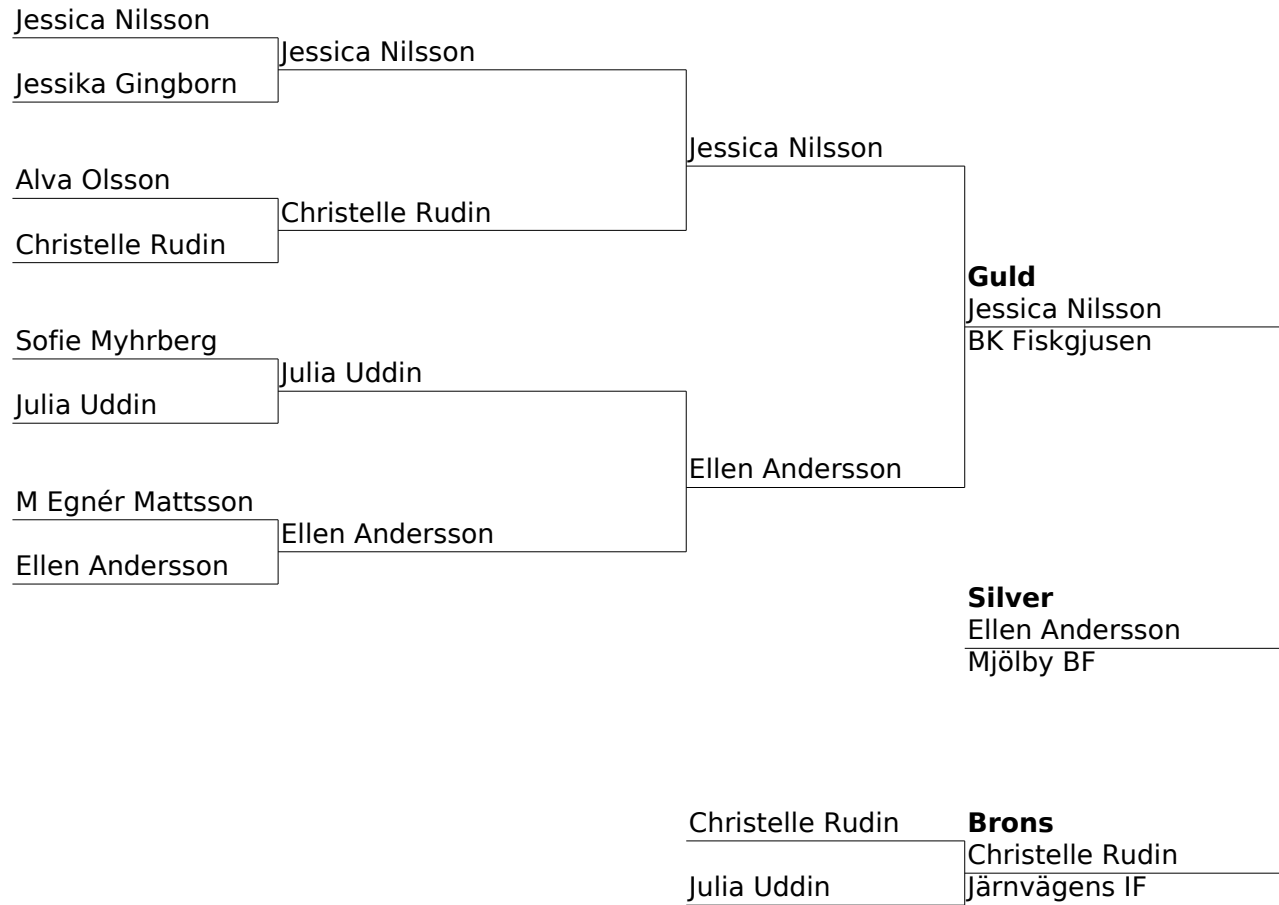 Jessica Nilsson
Jessika Gingborn
Alva Olsson
Christelle Rudin
Sofie Myhrberg
Julia Uddin
M Egnér Mattsson
Ellen Andersson
Jessica Nilsson
Christelle Rudin
Julia Uddin
Ellen Andersson
Jessica Nilsson
Ellen Andersson
Guld
Jessica Nilsson
BK Fiskgjusen
Silver
Ellen Andersson
Mjölby BF
Christelle Rudin
Julia Uddin
Brons
Christelle Rudin
Järnvägens IF